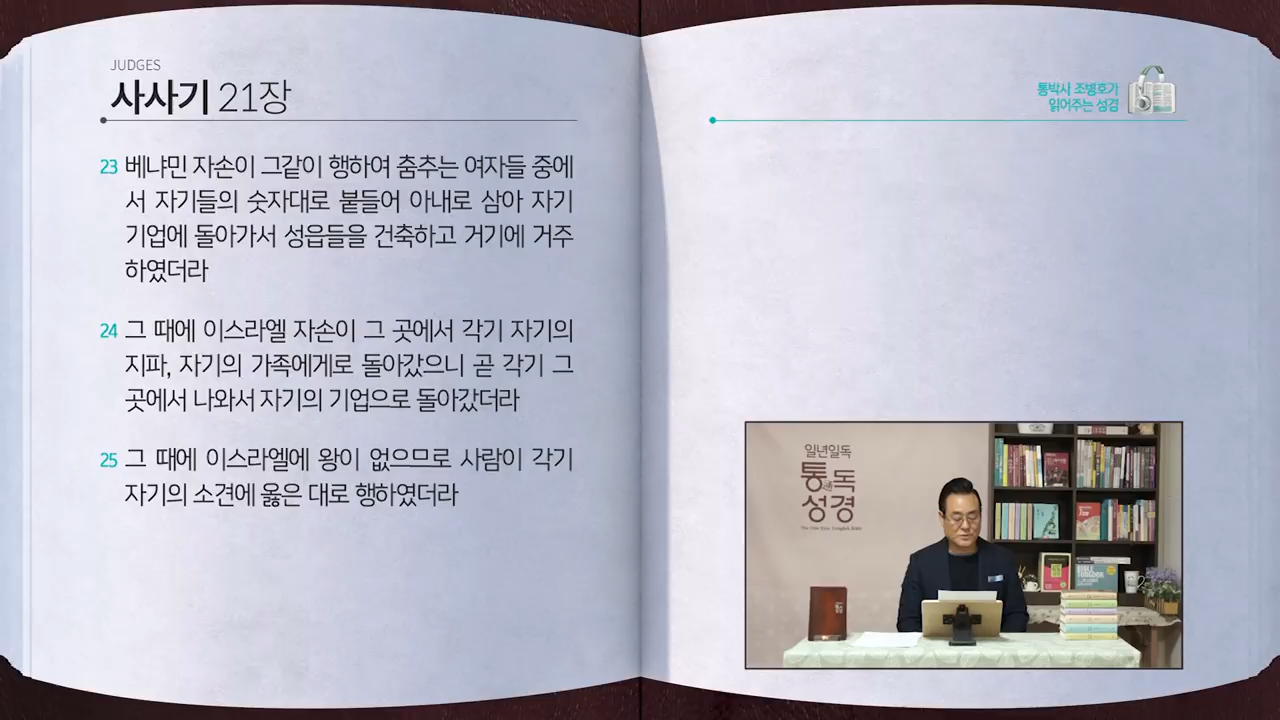 JUDGES
사사기 21장
23 베냐민 자손이 그같이 행하여 춤추는 여자들 중에
서 자기들의 숫자대로 붙들어 아내로 삼아 자기
기업에 돌아가서 성읍들을 건축하고 거기에 거주
하였더라
24 그 때에 이스라엘 자손이 그 곳에서 각기 자기의
지파, 자기의 가족에게로 돌아갔으니 곧 각기 그
곳에서 나와서 자기의 기업으로 돌아갔더라
25 그 때에 이스라엘에 왕이 없으므로 사람이 각기
자기의 소견에 옳은 대로 행하였더라
통박사 조병호가
읽어주는 성경
일년일독
통독
성경